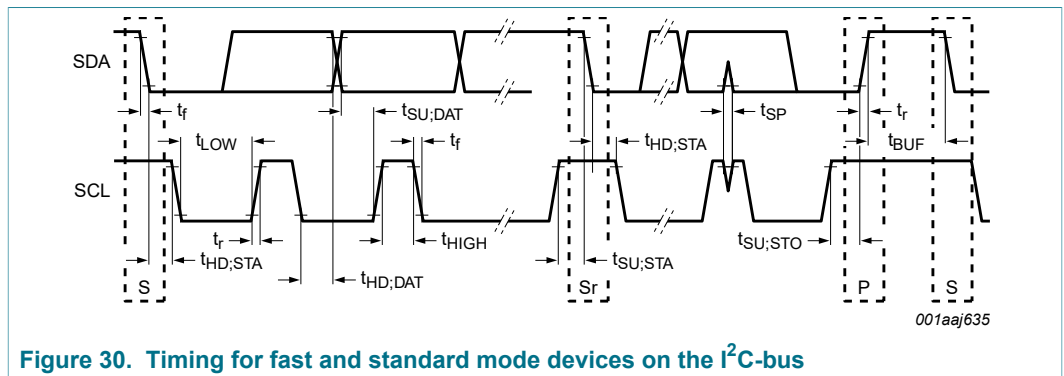 SDA
t_f
t_SU;DAT
t_SP
t_r
t_LOW
t_f
t_HD;STA
t_BUF
SCL
t_r
t_HIGH
t_SU;STO
t_HD;STA
t_HD;DAT
t_SU;STA
S
Sr
P
S
001aaj635
Figure 30. Timing for fast and standard mode devices on the I²C-bus